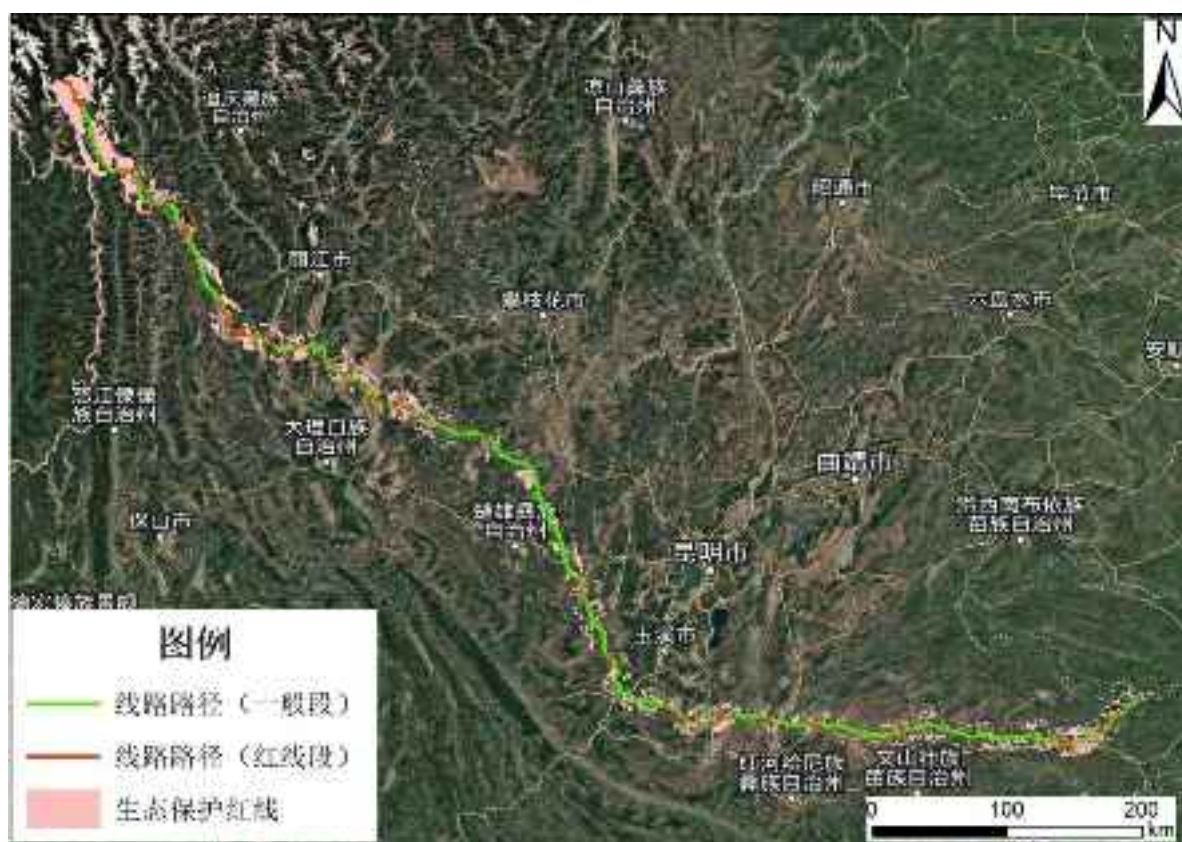 N
迪庆藏族
自治州
凉山彝族
自治州
昭通市
毕节市
丽江市
攀枝花市
六盘水市
安顺
怒江傈僳
族自治州
大理白族
自治州
曲靖市
保山市
楚雄彝
自治州
黔西南布依族
苗族自治州
昆明市
玉溪市
红河哈尼族
彝族自治州
文山壮族
苗族自治州
图例
线路路径（一般段）
线路路径（红线段）
生态保护红线
0 100 200
km